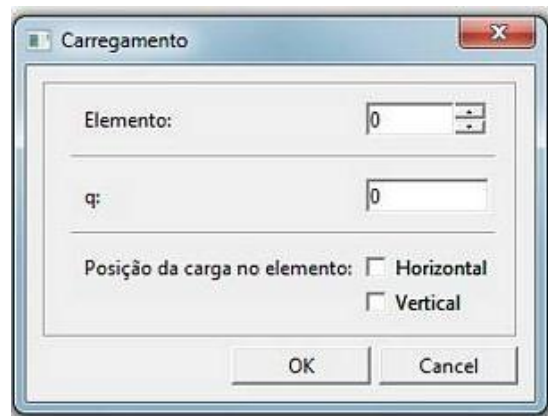 Carregamento
Elemento: 0
q: 0
Posição da carga no elemento: Horizontal
Vertical
OK Cancel